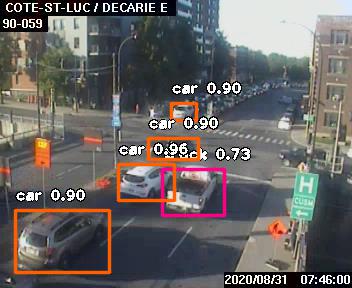 COTE-ST-LUC / DECARIE E
90-059
car 0.90
car 0.90
car 0.96
truck 0.73
car 0.90
H
CUSM
2020/08/31 07:46:00